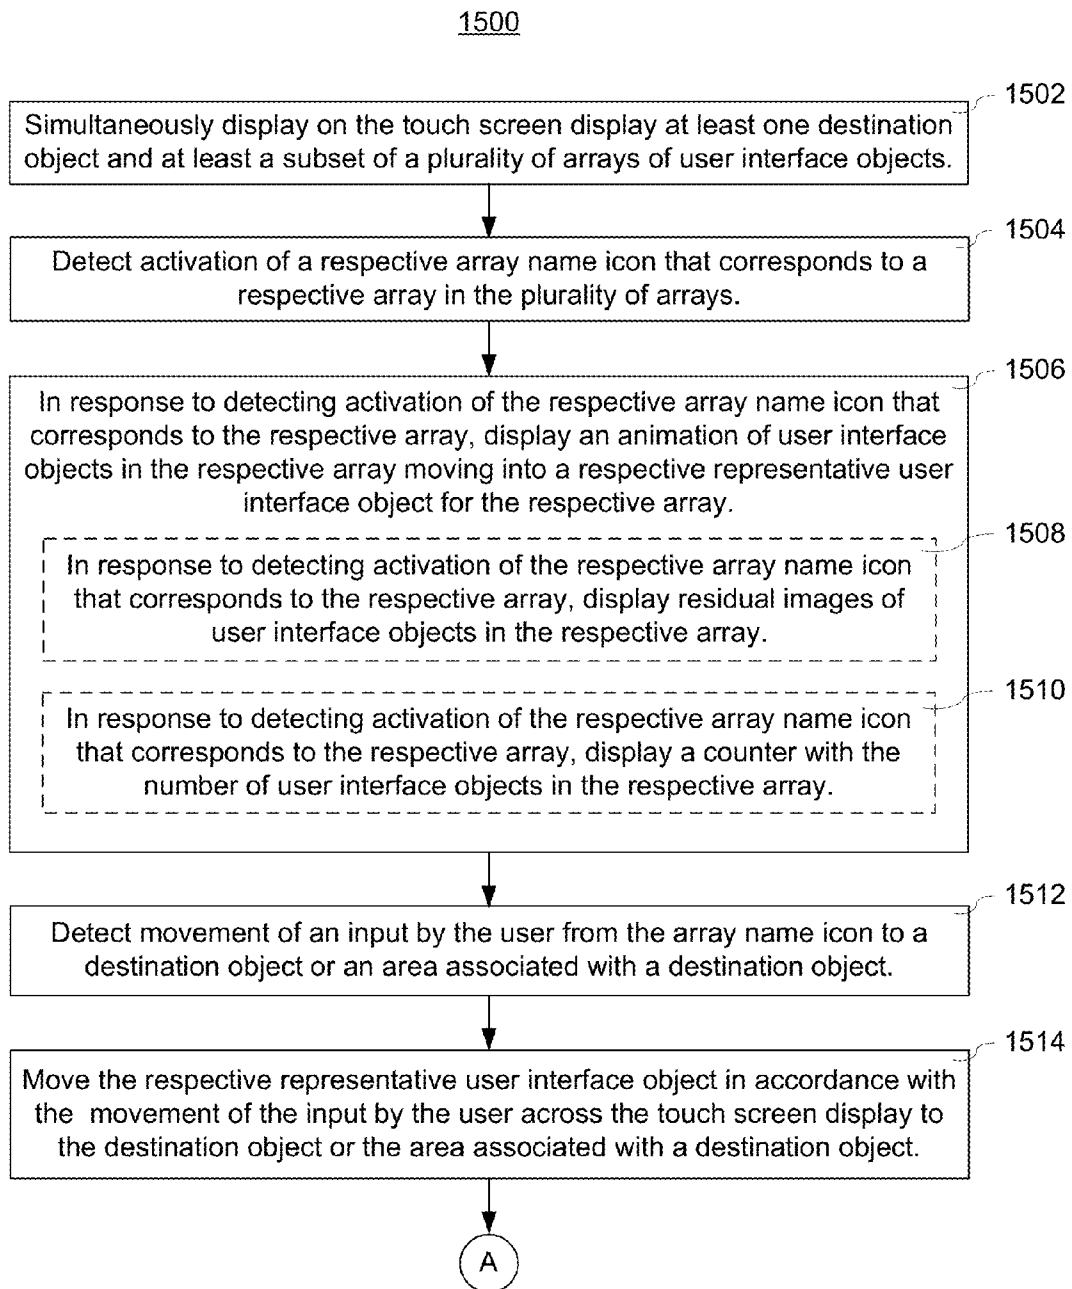 1500
1502
Simultaneously display on the touch screen display at least one destination
object and at least a subset of a plurality of arrays of user interface objects.
1504
Detect activation of a respective array name icon that corresponds to a
respective array in the plurality of arrays.
1506
In response to detecting activation of the respective array name icon that
corresponds to the respective array, display an animation of user interface
objects in the respective array moving into a respective representative user
interface object for the respective array.
1508
In response to detecting activation of the respective array name icon
that corresponds to the respective array, display residual images of
user interface objects in the respective array.
1510
In response to detecting activation of the respective array name icon
that corresponds to the respective array, display a counter with the
number of user interface objects in the respective array.
1512
Detect movement of an input by the user from the array name icon to a
destination object or an area associated with a destination object.
1514
Move the respective representative user interface object in accordance with
the movement of the input by the user across the touch screen display to
the destination object or the area associated with a destination object.
A